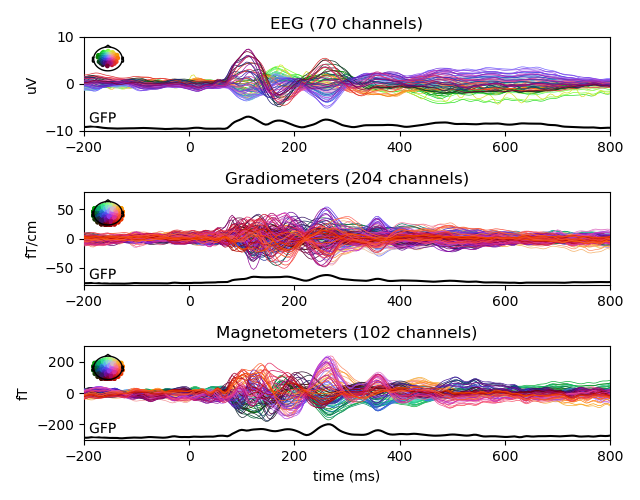 EEG (70 channels)
10
0
−10
uV
GFP
−200 0 200 400 600 800
Gradiometers (204 channels)
50
0
−50
fT/cm
GFP
−200 0 200 400 600 800
Magnetometers (102 channels)
200
0
−200
fT
GFP
−200 0 200 400 600 800
time (ms)